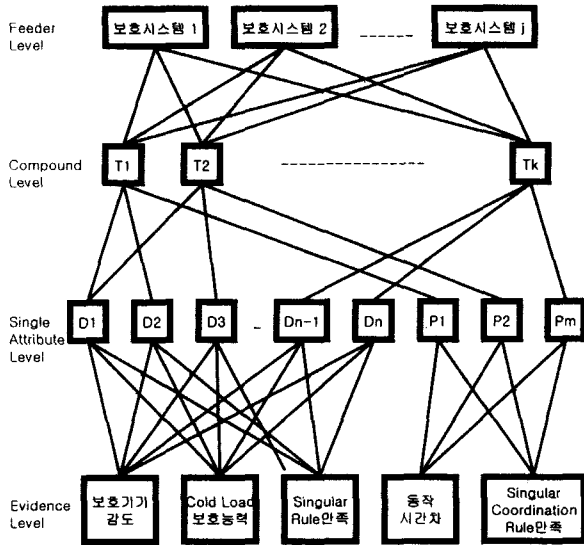 Feeder
Level
보호시스템 1
보호시스템 2
보호시스템 j
Compound
Level
T1
T2
Tk
Single
Attribute
Level
D1
D2
D3
Dn-1
Dn
P1
P2
Pm
Evidence
Level
보호기기
감도
Cold Load
보호능력
Singular
Rule만족
동작
시간차
Singular
Coordination
Rule만족